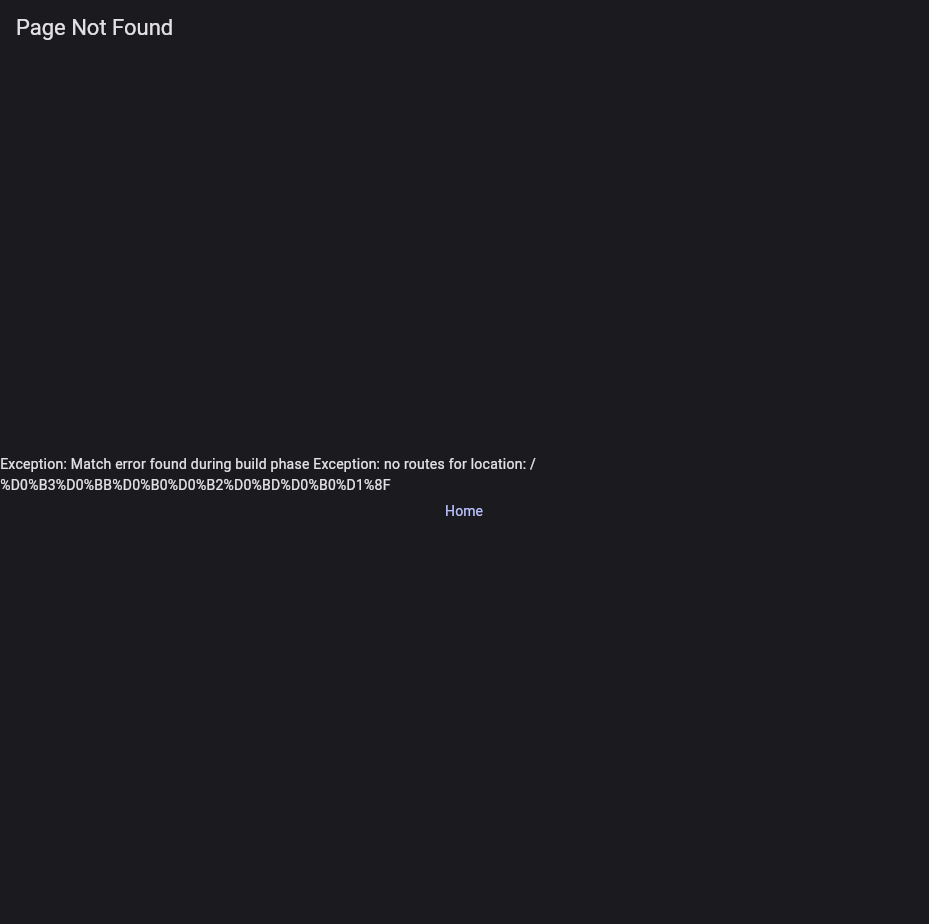 Page Not Found
Exception: Match error found during build phase Exception: no routes for location: /
%D0%B3%D0%BB%D0%B0%D0%B2%D0%BD%D0%B0%D1%8F
Home